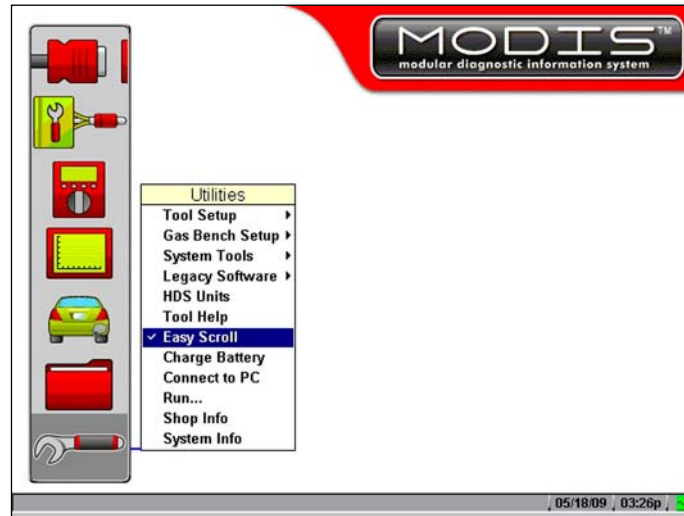 MODIS™
modular diagnostic information system
Utilities
Tool Setup
Gas Bench Setup
System Tools
Legacy Software
HDS Units
Tool Help
Easy Scroll
Charge Battery
Connect to PC
Run...
Shop Info
System Info
05/18/09 03:26p